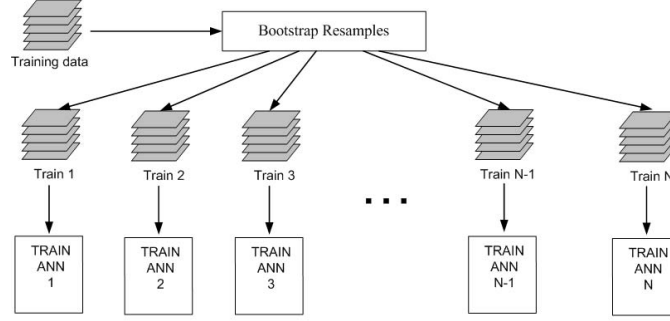 Bootstrap Resamples
Training data
Train 1
Train 2
Train 3
Train N-1
Train N
...
TRAIN
ANN
1
TRAIN
ANN
2
TRAIN
ANN
3
TRAIN
ANN
N-1
TRAIN
ANN
N